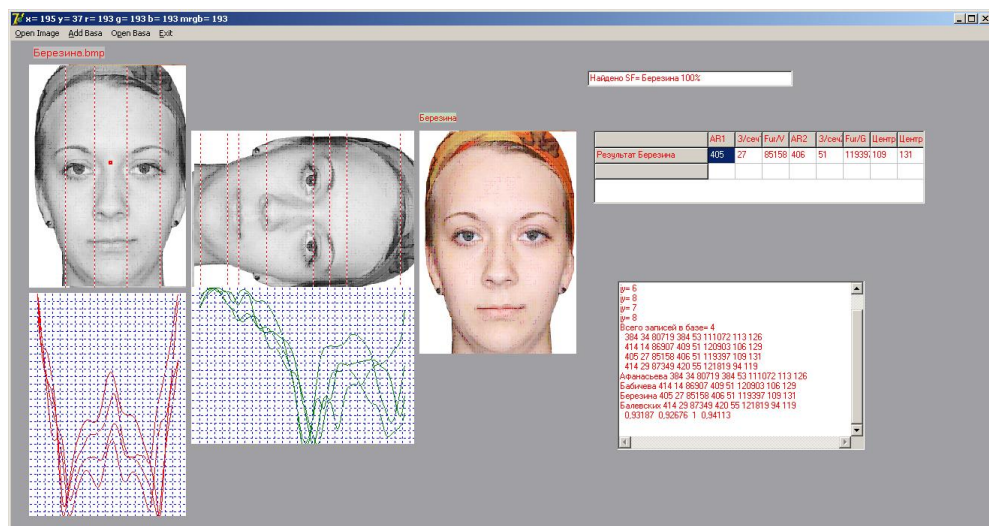 x= 195 y= 37 r= 193 g= 193 b= 193 mrgb= 193
Open Image Add Basa Open Basa Exit
Березина.bmp
Найдено SF= Березина 100%
Березина
AR1 З/сеч Fur/V AR2 З/сеч Fur/G Центр Центр
Результат Березина 405 27 85158 406 51 11939 109 131
y= 6
y= 8
y= 7
y= 8
Всего записей в базе= 4
384 34 80719 384 53 111072 113 126
414 14 86907 409 51 120903 106 129
405 27 85158 406 51 119397 109 131
414 29 87349 420 55 121819 94 119
Афанасьева 384 34 80719 384 53 111072 113 126
Бабичева 414 14 86907 409 51 120903 106 129
Березина 405 27 85158 406 51 119397 109 131
Балевских 414 29 87349 420 55 121819 94 119
0,93187 0,92676 1 0,94113